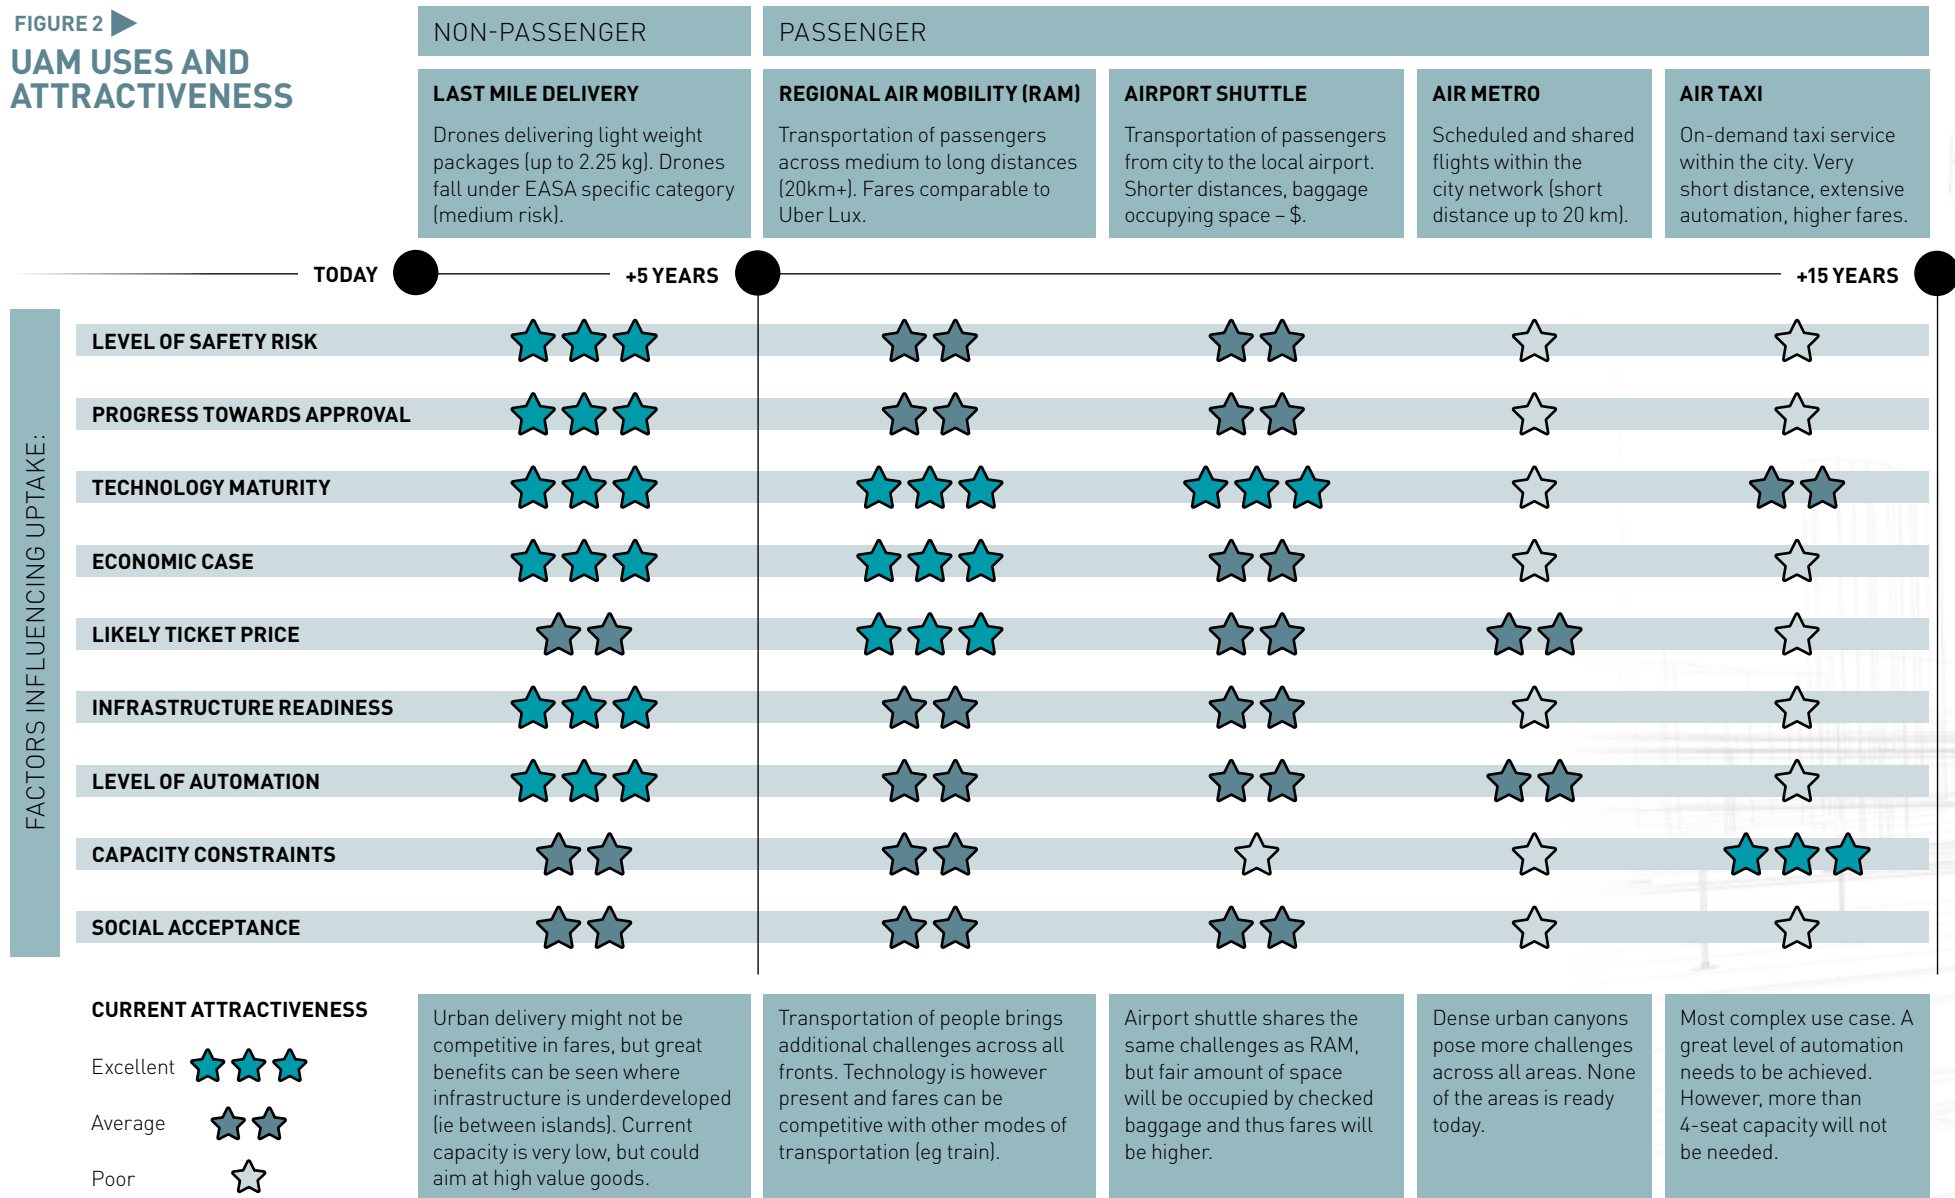 FIGURE 2
UAM USES AND
ATTRACTIVENESS
NON-PASSENGER
PASSENGER
LAST MILE DELIVERY
Drones delivering light weight
packages (up to 2.25 kg). Drones
fall under EASA specific category
(medium risk).
REGIONAL AIR MOBILITY (RAM)
Transportation of passengers
across medium to long distances
(20km+). Fares comparable to
Uber Lux.
AIRPORT SHUTTLE
Transportation of passengers
from city to the local airport.
Shorter distances, baggage
occupying space – $.
AIR METRO
Scheduled and shared
flights within the
city network (short
distance up to 20 km).
AIR TAXI
On-demand taxi service
within the city. Very
short distance, extensive
automation, higher fares.
TODAY
+5 YEARS
+15 YEARS
FACTORS INFLUENCING UPTAKE:
LEVEL OF SAFETY RISK
PROGRESS TOWARDS APPROVAL
TECHNOLOGY MATURITY
ECONOMIC CASE
LIKELY TICKET PRICE
INFRASTRUCTURE READINESS
LEVEL OF AUTOMATION
CAPACITY CONSTRAINTS
SOCIAL ACCEPTANCE
CURRENT ATTRACTIVENESS
Excellent
Average
Poor
Urban delivery might not be
competitive in fares, but great
benefits can be seen where
infrastructure is underdeveloped
(ie between islands). Current
capacity is very low, but could
aim at high value goods.
Transportation of people brings
additional challenges across all
fronts. Technology is however
present and fares can be
competitive with other modes of
transportation (eg train).
Airport shuttle shares the
same challenges as RAM,
but fair amount of space
will be occupied by checked
baggage and thus fares will
be higher.
Dense urban canyons
pose more challenges
across all areas. None
of the areas is ready
today.
Most complex use case. A
great level of automation
needs to be achieved.
However, more than
4-seat capacity will not
be needed.